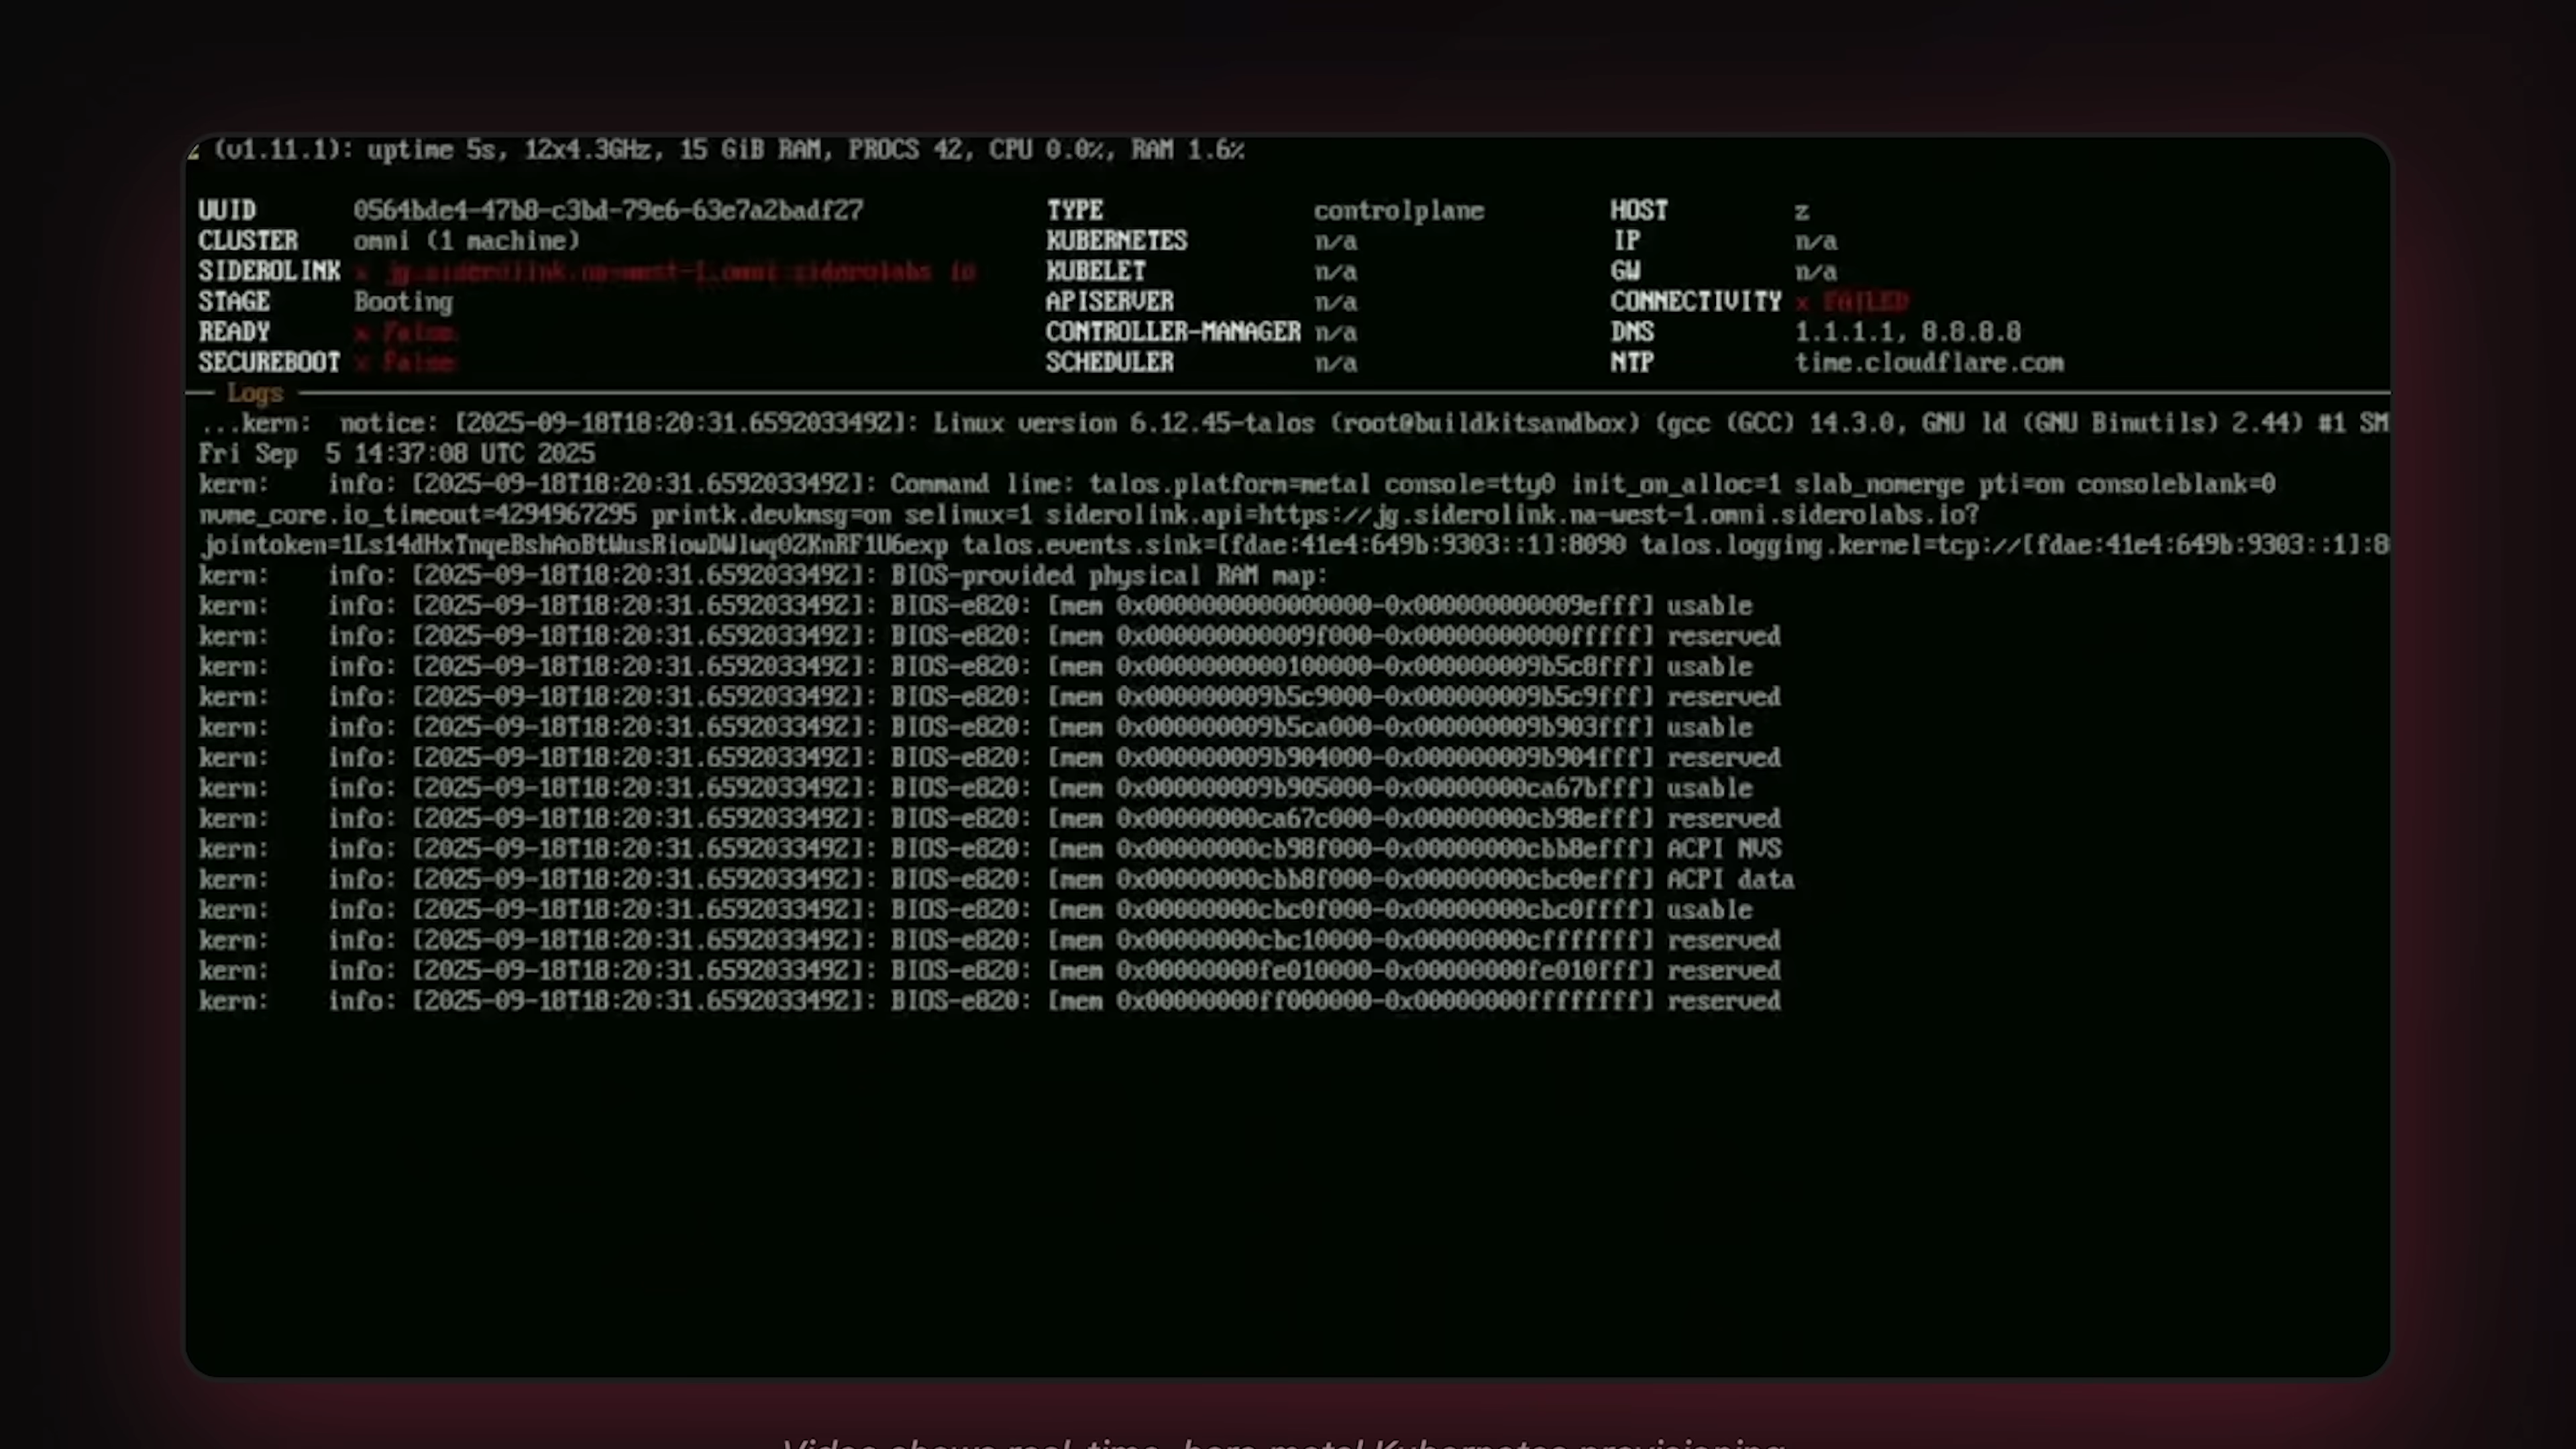 z (v1.11.1): uptime 5s, 12x4.3GHz, 15 GiB RAM, PROCS 42, CPU 0.0%, RAM 1.6%
UUID 0564bde4-47b8-c3bd-79e6-63e7a2badf27 TYPE controlplane HOST z
CLUSTER omni (1 machine) KUBERNETES n/a IP n/a
SIDEROLINK x jg.siderolink.na-west-1.omni.siderolabs.io KUBELET n/a GW n/a
STAGE Booting APISERVER n/a CONNECTIVITY x FAILED
READY x False CONTROLLER-MANAGER n/a DNS 1.1.1.1, 8.8.8.8
SECUREBOOT x False SCHEDULER n/a NTP time.cloudflare.com
Logs
...kern: notice: [2025-09-18T18:20:31.659203349Z]: Linux version 6.12.45-talos (root@buildkitsandbox) (gcc (GCC) 14.3.0, GNU ld (GNU Binutils) 2.44) #1 SM
Fri Sep 5 14:37:08 UTC 2025
kern: info: [2025-09-18T18:20:31.659203349Z]: Command line: talos.platform=metal console=tty0 init_on_alloc=1 slab_nomerge pti=on consoleblank=0
nvme_core.io_timeout=4294967295 printk.devkmsg=on selinux=1 siderolink.api=https://jg.siderolink.na-west-1.omni.siderolabs.io?
jointoken=1Ls14dHxTnqeBshAoBtWusRiowDWlwq0ZKnRF1U6exp talos.events.sink=[fdae:41e4:649b:9303::1]:8090 talos.logging.kernel=tcp://[fdae:41e4:649b:9303::1]:8
kern: info: [2025-09-18T18:20:31.659203349Z]: BIOS-provided physical RAM map:
kern: info: [2025-09-18T18:20:31.659203349Z]: BIOS-e820: [mem 0x0000000000000000-0x000000000009efff] usable
kern: info: [2025-09-18T18:20:31.659203349Z]: BIOS-e820: [mem 0x000000000009f000-0x00000000000fffff] reserved
kern: info: [2025-09-18T18:20:31.659203349Z]: BIOS-e820: [mem 0x0000000000100000-0x000000009b5c8fff] usable
kern: info: [2025-09-18T18:20:31.659203349Z]: BIOS-e820: [mem 0x000000009b5c9000-0x000000009b5c9fff] reserved
kern: info: [2025-09-18T18:20:31.659203349Z]: BIOS-e820: [mem 0x000000009b5ca000-0x000000009b903fff] usable
kern: info: [2025-09-18T18:20:31.659203349Z]: BIOS-e820: [mem 0x000000009b904000-0x000000009b904fff] reserved
kern: info: [2025-09-18T18:20:31.659203349Z]: BIOS-e820: [mem 0x000000009b905000-0x00000000ca67bfff] usable
kern: info: [2025-09-18T18:20:31.659203349Z]: BIOS-e820: [mem 0x00000000ca67c000-0x00000000cb98efff] reserved
kern: info: [2025-09-18T18:20:31.659203349Z]: BIOS-e820: [mem 0x00000000cb98f000-0x00000000cbb8efff] ACPI NVS
kern: info: [2025-09-18T18:20:31.659203349Z]: BIOS-e820: [mem 0x00000000cbb8f000-0x00000000cbc0efff] ACPI data
kern: info: [2025-09-18T18:20:31.659203349Z]: BIOS-e820: [mem 0x00000000cbc0f000-0x00000000cbc0ffff] usable
kern: info: [2025-09-18T18:20:31.659203349Z]: BIOS-e820: [mem 0x00000000cbc10000-0x00000000cfffffff] reserved
kern: info: [2025-09-18T18:20:31.659203349Z]: BIOS-e820: [mem 0x00000000fe010000-0x00000000fe010fff] reserved
kern: info: [2025-09-18T18:20:31.659203349Z]: BIOS-e820: [mem 0x00000000ff000000-0x00000000ffffffff] reserved
Video shows real-time, bare metal Kubernetes provisioning